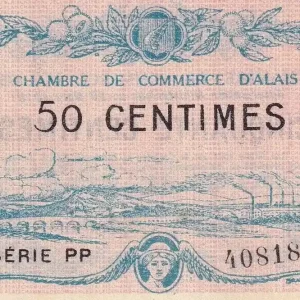 CHAMBRE DE COMMERCE D'ALAIS
50 CENTIMES
SÉRIE PP 40818